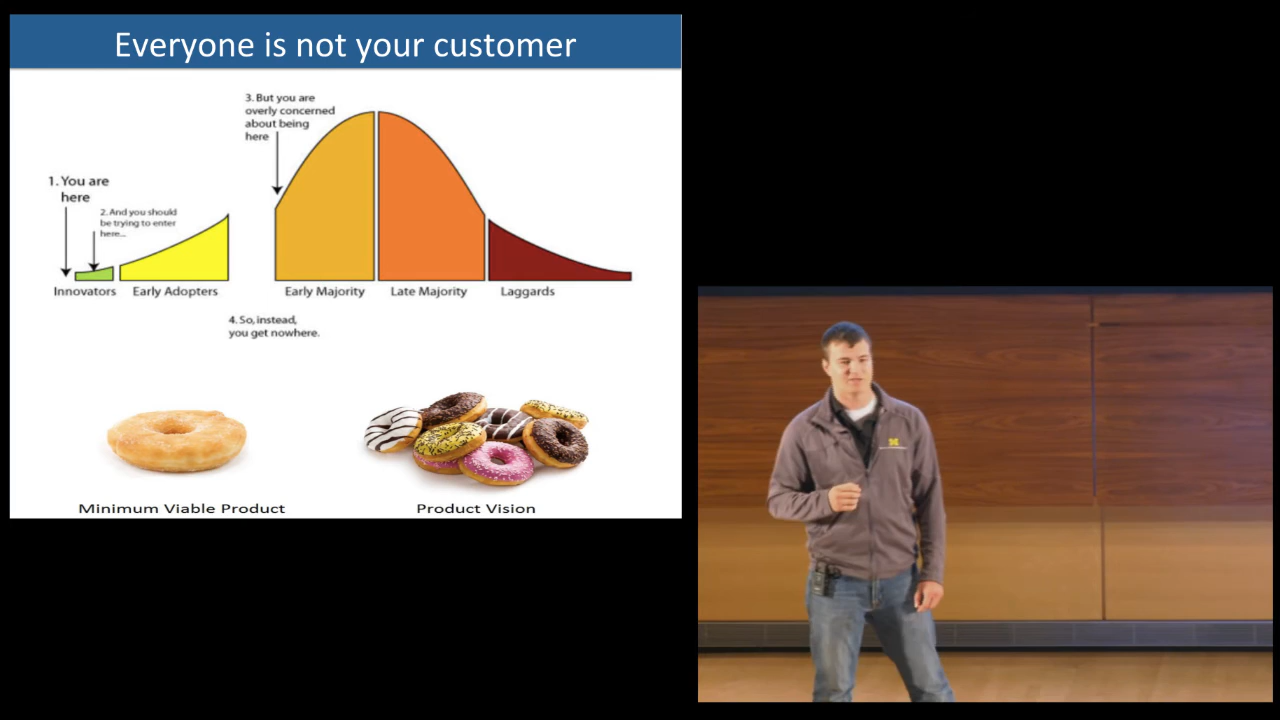 Everyone is not your customer
3. But you are
overly concerned
about being
here
1. You are
here
2. And you should
be trying to enter
here...
Innovators
Early Adopters
Early Majority
Late Majority
Laggards
4. So, instead,
you get nowhere.
Minimum Viable Product
Product Vision